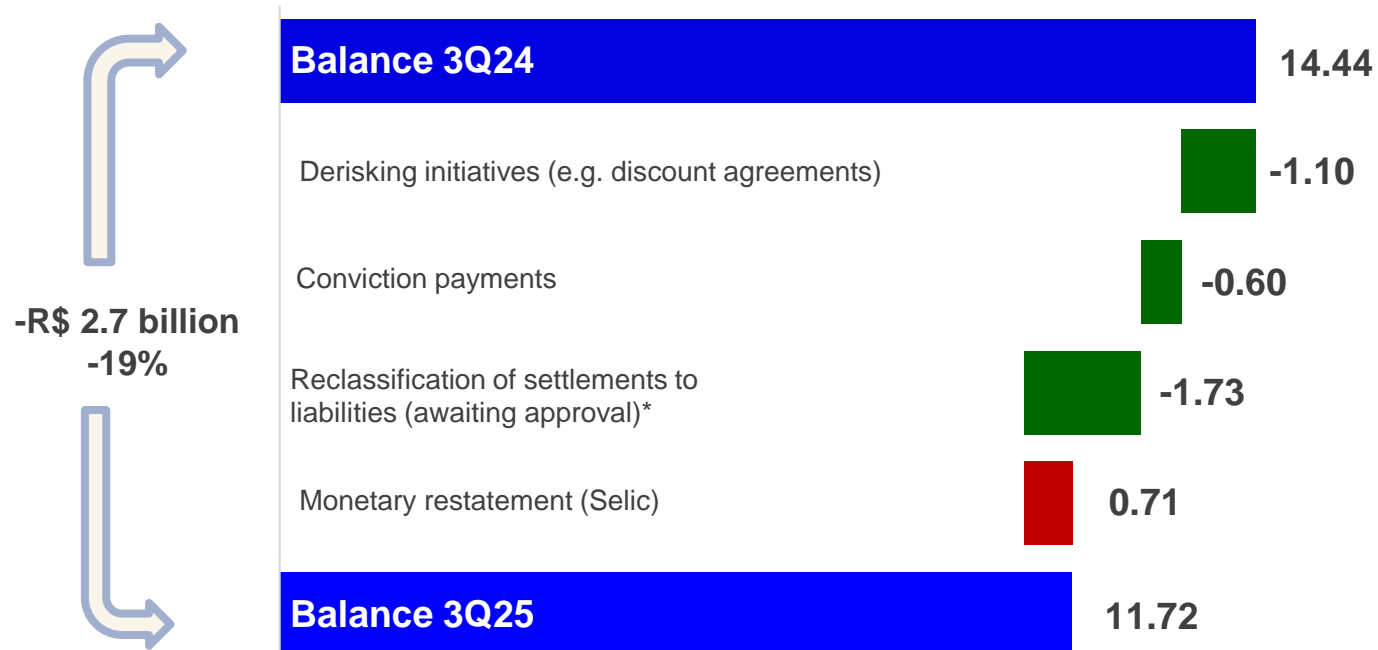 Balance 3Q24
14.44
Derisking initiatives (e.g. discount agreements)
-1.10
Conviction payments
-0.60
-R$ 2.7 billion
-19%
Reclassification of settlements to
liabilities (awaiting approval)*
-1.73
Monetary restatement (Selic)
0.71
Balance 3Q25
11.72